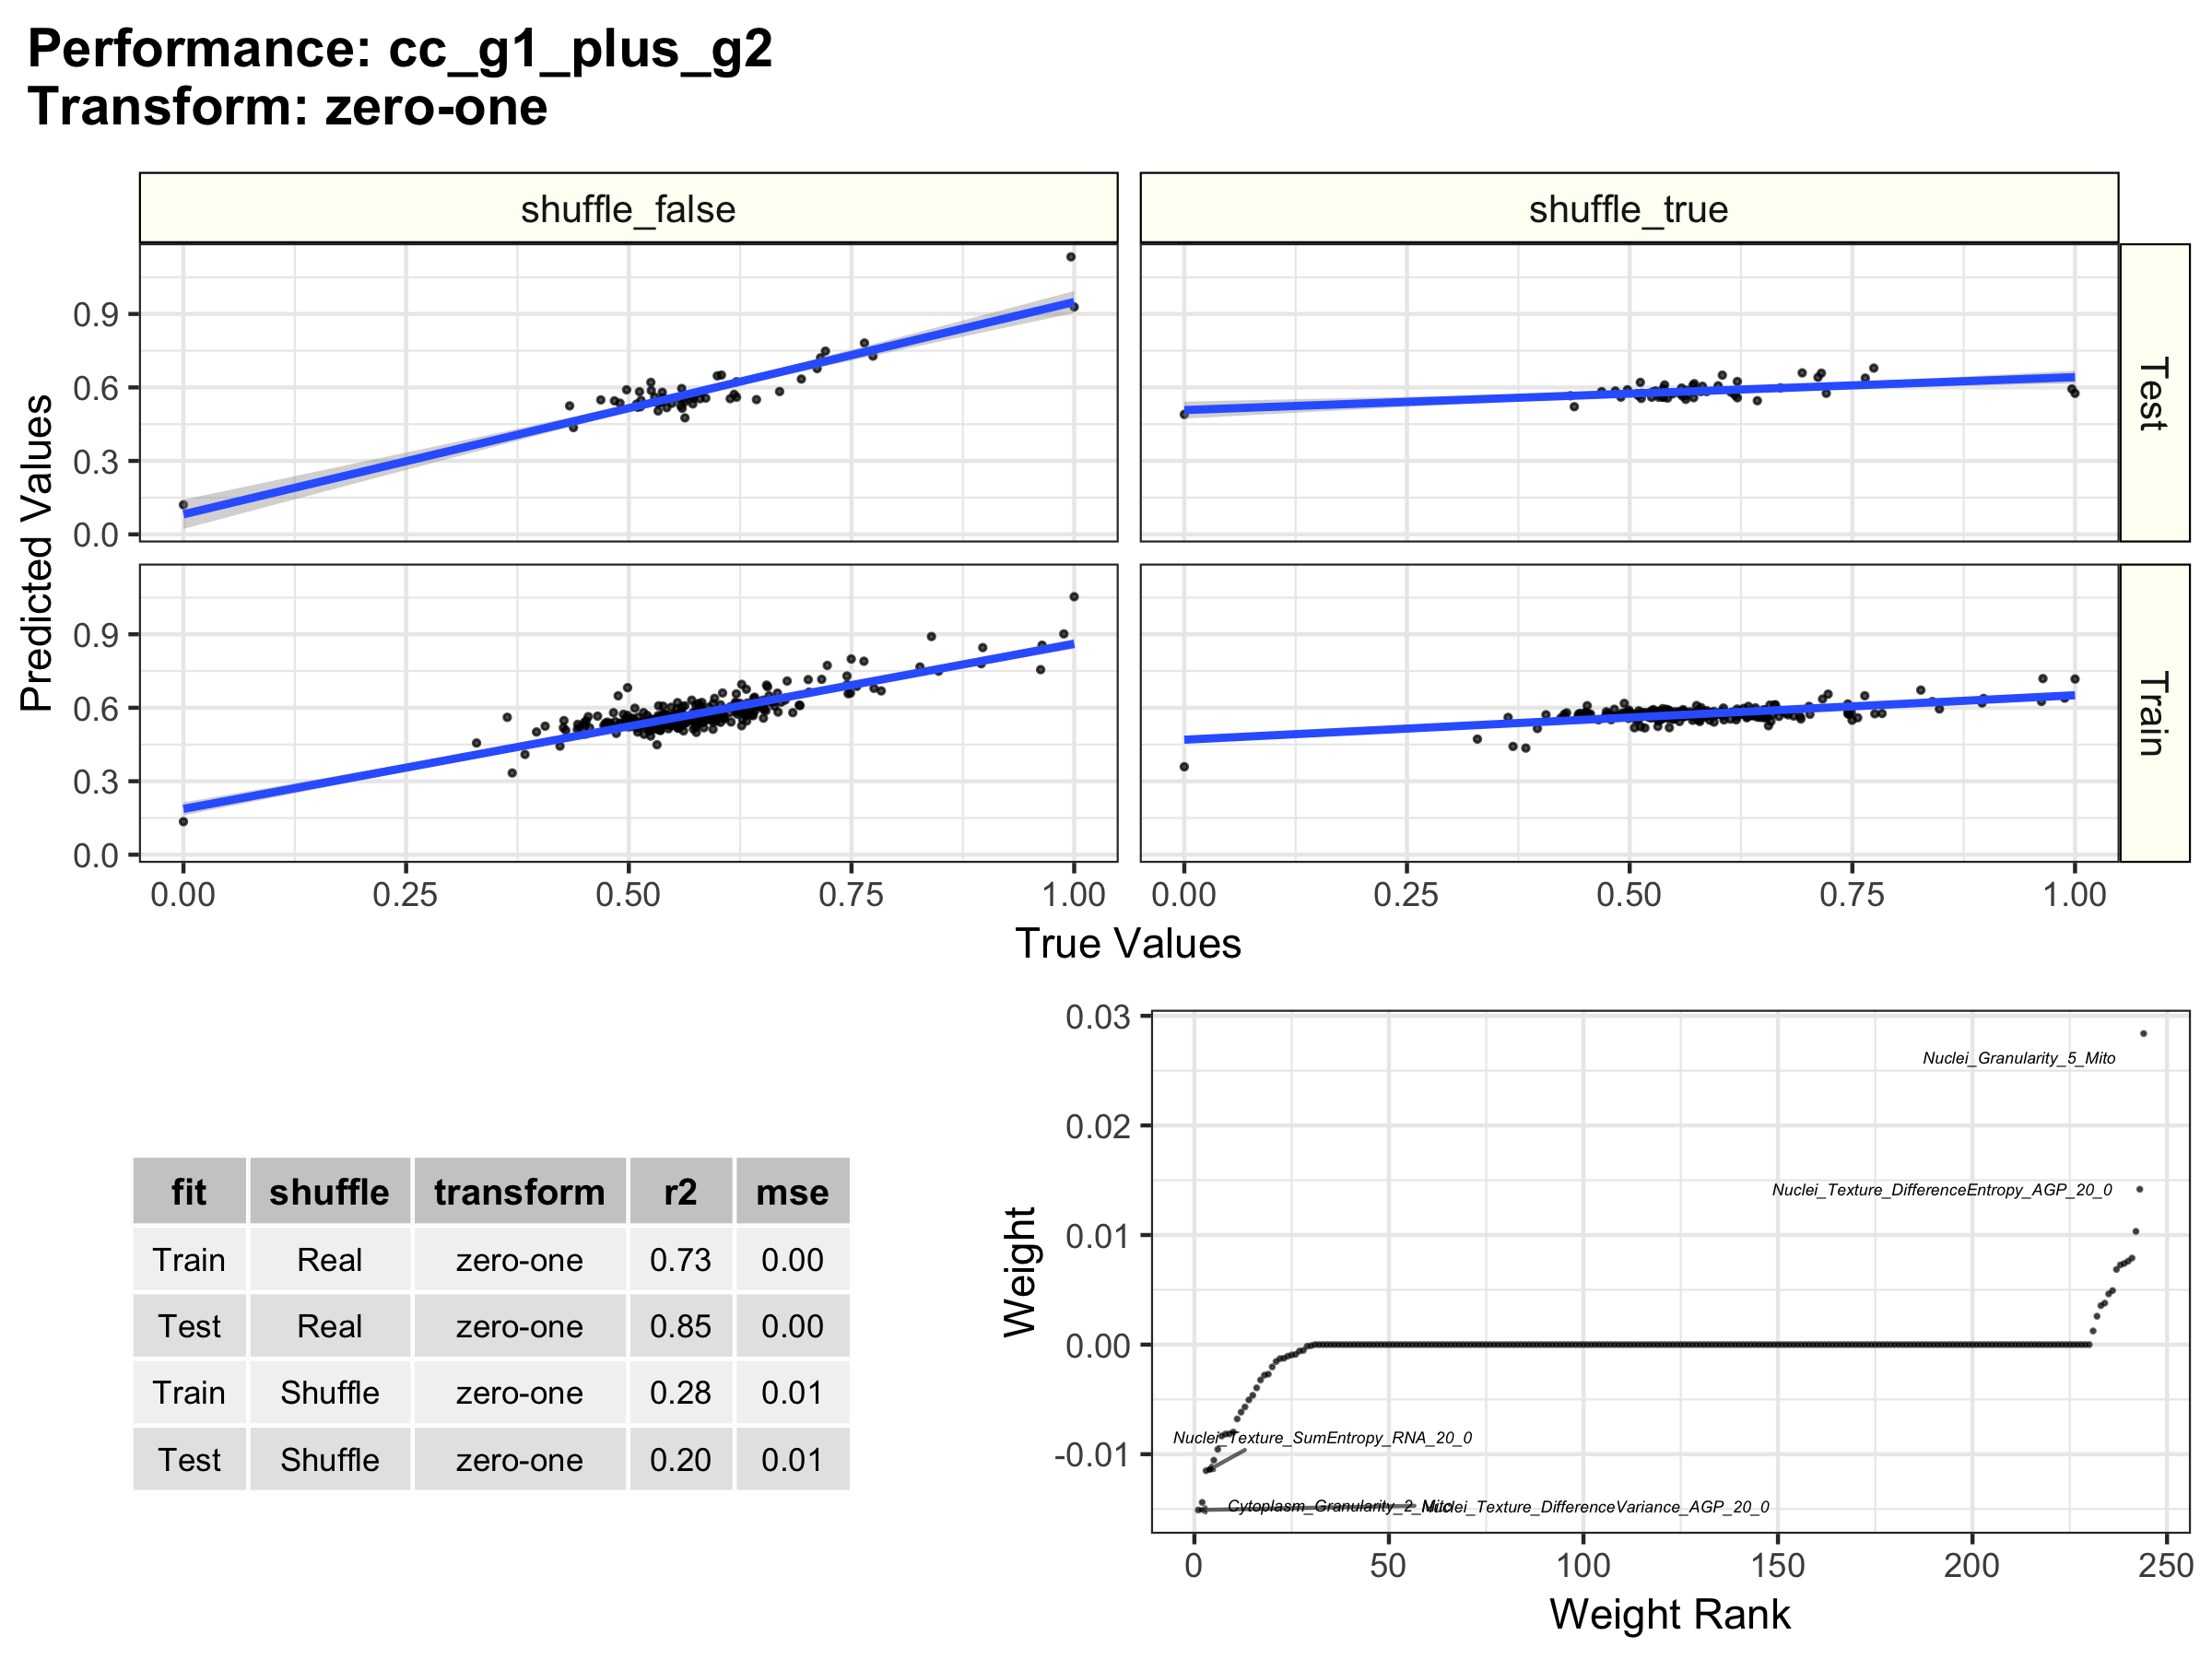 Performance: cc_g1_plus_g2
Transform: zero-one
shuffle_false
shuffle_true
Predicted Values
0.9
0.6
0.3
0.0
Test
0.9
0.6
0.3
0.0
Train
0.00 0.25 0.50 0.75 1.00
0.00 0.25 0.50 0.75 1.00
True Values
fit shuffle transform r2 mse
Train Real zero-one 0.73 0.00
Test Real zero-one 0.85 0.00
Train Shuffle zero-one 0.28 0.01
Test Shuffle zero-one 0.20 0.01
Weight
0.03
0.02
0.01
0.00
-0.01
Nuclei_Granularity_5_Mito
Nuclei_Texture_DifferenceEntropy_AGP_20_0
Nuclei_Texture_SumEntropy_RNA_20_0
Cytoplasm_Granularity_2_Mito
Nuclei_Texture_DifferenceVariance_AGP_20_0
0 50 100 150 200 250
Weight Rank